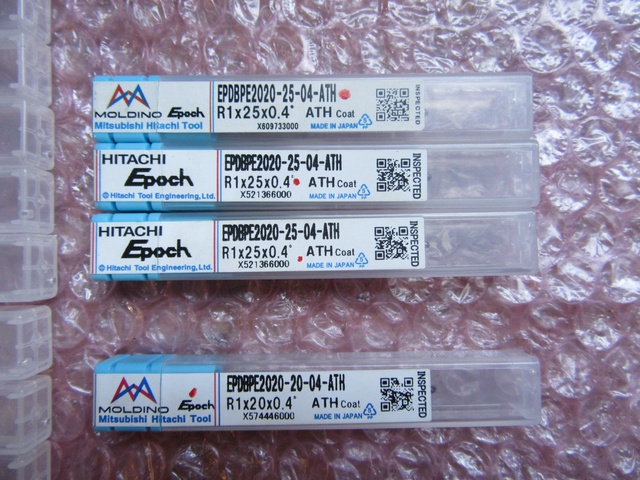 MOLDINO
Epoch
Mitsubishi Hitachi Tool
EPDBPE2020-25-04-ATH
R1x25x0.4°
ATH Coat
X609733000
MADE IN JAPAN
INSPECTED
HITACHI
Epoch
© Hitachi Tool Engineering, Ltd.
EPDBPE2020-25-04-ATH
R1x25x0.4°
ATH Coat
X521366000
MADE IN JAPAN
INSPECTED
HITACHI
Epoch
© Hitachi Tool Engineering, Ltd.
EPDBPE2020-25-04-ATH
R1x25x0.4°
ATH Coat
X521366000
MADE IN JAPAN
INSPECTED
MOLDINO
Epoch
Mitsubishi Hitachi Tool
EPDBPE2020-20-04-ATH
R1x20x0.4°
ATH Coat
X574446000
MADE IN JAPAN
INSPECTED